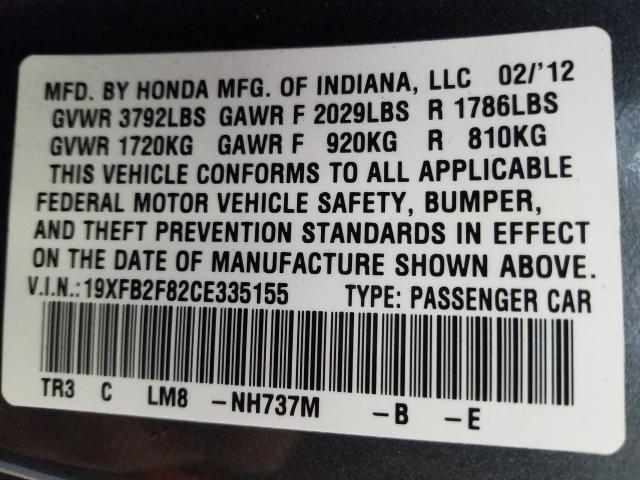 MFD. BY HONDA MFG. OF INDIANA, LLC 02/'12
GVWR 3792LBS GAWR F 2029LBS R 1786LBS
GVWR 1720KG GAWR F 920KG R 810KG
THIS VEHICLE CONFORMS TO ALL APPLICABLE
FEDERAL MOTOR VEHICLE SAFETY, BUMPER,
AND THEFT PREVENTION STANDARDS IN EFFECT
ON THE DATE OF MANUFACTURE SHOWN ABOVE.
V.I.N.:19XFB2F82CE335155 TYPE: PASSENGER CAR
TR3 C LM8 -NH737M -B -E